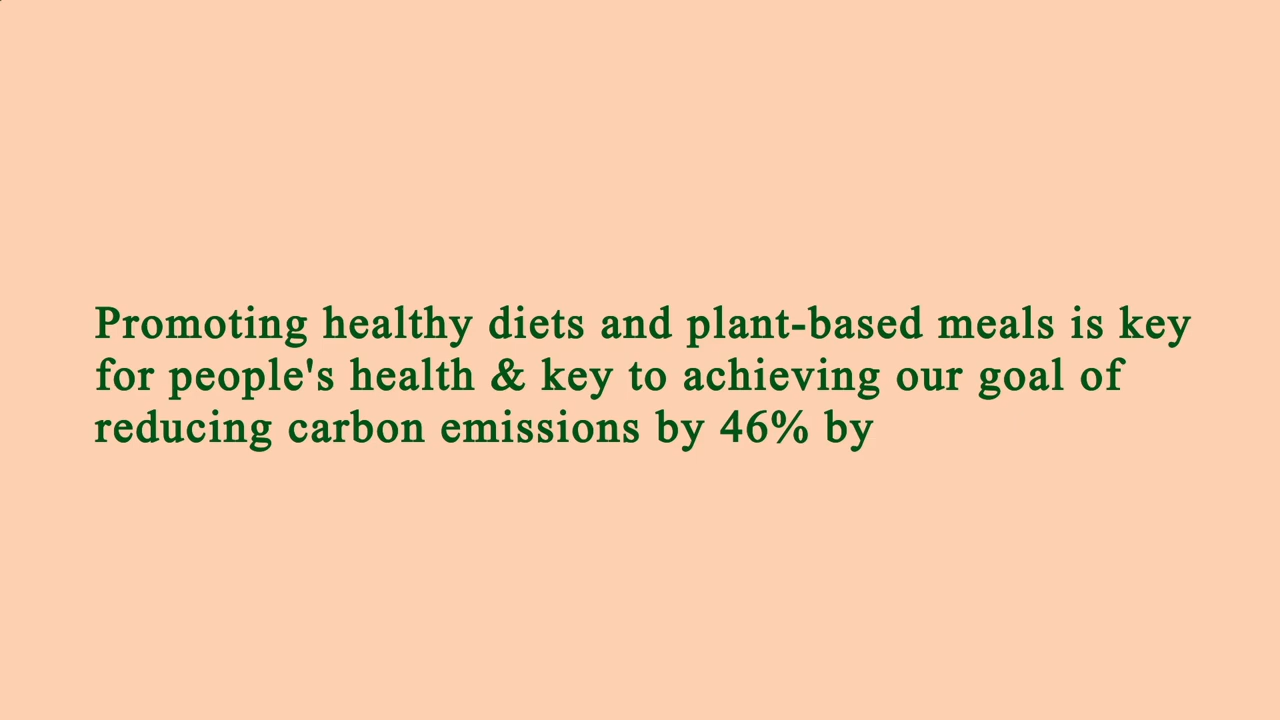 Promoting healthy diets and plant-based meals is key
for people's health & key to achieving our goal of
reducing carbon emissions by 46% by